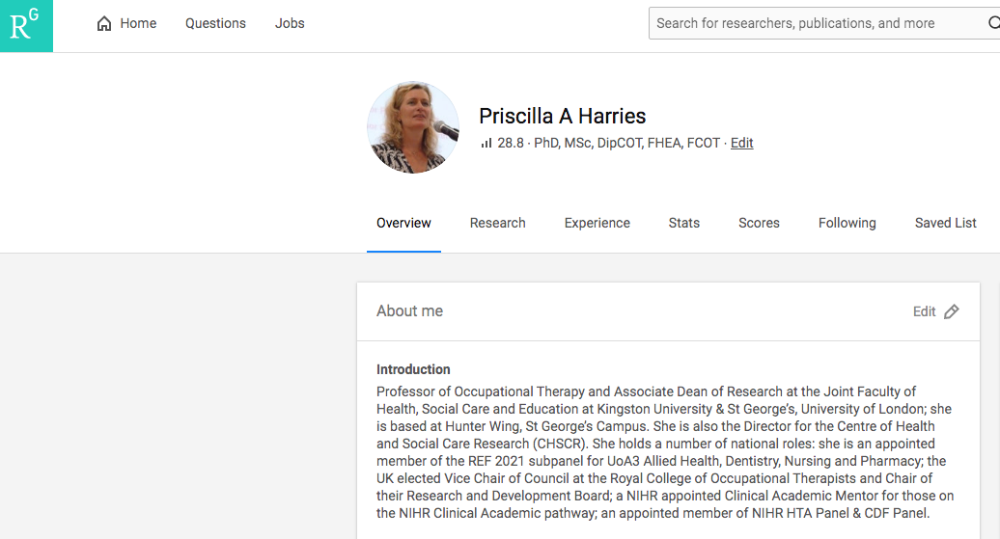 RG
Home Questions Jobs
Search for researchers, publications, and more
Priscilla A Harries
28.8 · PhD, MSc, DipCOT, FHEA, FCOT · Edit
Overview Research Experience Stats Scores Following Saved List
About me Edit
Introduction
Professor of Occupational Therapy and Associate Dean of Research at the Joint Faculty of
Health, Social Care and Education at Kingston University & St George’s, University of London; she
is based at Hunter Wing, St George’s Campus. She is also the Director for the Centre of Health
and Social Care Research (CHSCR). She holds a number of national roles: she is an appointed
member of the REF 2021 subpanel for UoA3 Allied Health, Dentistry, Nursing and Pharmacy; the
UK elected Vice Chair of Council at the Royal College of Occupational Therapists and Chair of
their Research and Development Board; a NIHR appointed Clinical Academic Mentor for those on
the NIHR Clinical Academic pathway; an appointed member of NIHR HTA Panel & CDF Panel.